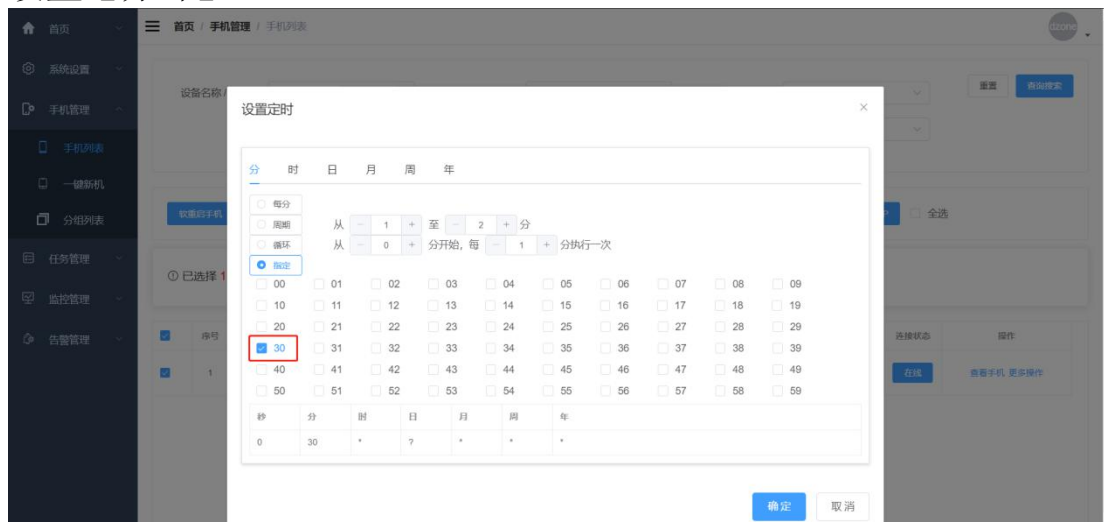 首页
首页 / 手机管理 / 手机列表
dzone
系统设置
手机管理
手机列表
一键新机
分组列表
任务管理
监控管理
告警管理
设备名称 /
重置 查询搜索
软重启手机
全选
已选择 1
序号 连接状态 操作
1 在线 查看手机 更多操作
设置定时 ×
分 时 日 月 周 年
每分
周期 从 - 1 + 至 - 2 + 分
循环 从 - 0 + 分开始, 每 - 1 + 分执行一次
指定
00 01 02 03 04 05 06 07 08 09
10 11 12 13 14 15 16 17 18 19
20 21 22 23 24 25 26 27 28 29
30 31 32 33 34 35 36 37 38 39
40 41 42 43 44 45 46 47 48 49
50 51 52 53 54 55 56 57 58 59
秒 分 时 日 月 周 年
0 30 * ? * * *
确定 取消